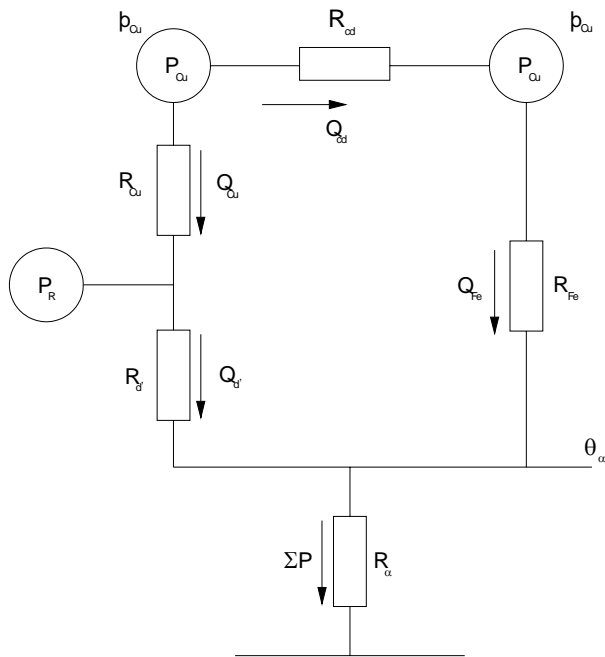 þCu Rcd þCu
PCu PCu
Qcd
RCu QCu
PR QFe RFe
Rd' Qd'
θα
ΣP Rα